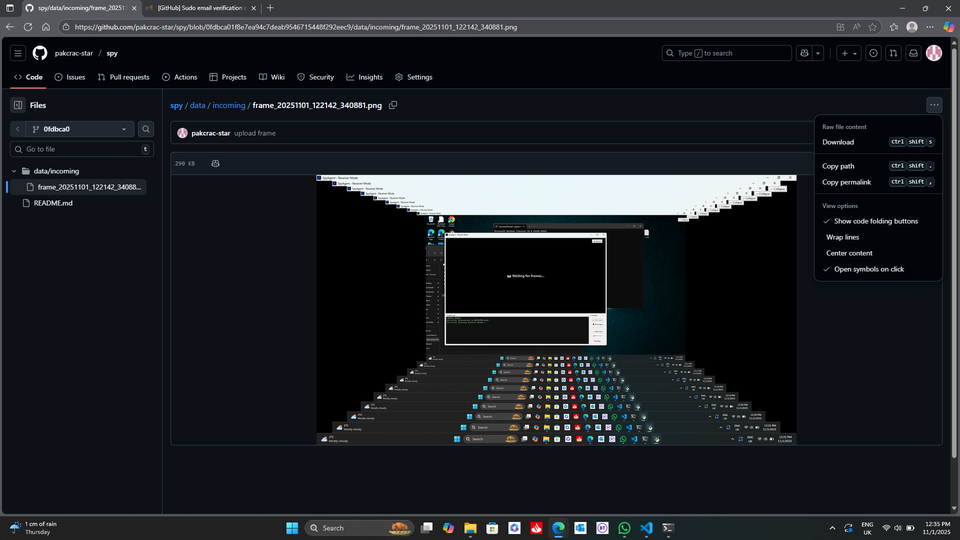 spy/data/incoming/frame_20251101
[GitHub] Sudo email verification c
https://github.com/pakcrac-star/spy/blob/0fdbca01f8e7ea94c7deab9546715448f292eec9/data/incoming/frame_20251101_122142_340881.png
pakcrac-star / spy
Type / to search
Code
Issues
Pull requests
Actions
Projects
Wiki
Security
Insights
Settings
Files
spy / data / incoming / frame_20251101_122142_340881.png
0fdbca0
Go to file
t
data/incoming
frame_20251101_122142_34088...
README.md
pakcrac-star upload frame
290 KB
Raw file content
Download Ctrl shift s
Copy path Ctrl shift .
Copy permalink Ctrl shift ,
View options
Show code folding buttons
Wrap lines
Center content
Open symbols on click
SpyAgent - Receiver Mode
Waiting for frames...
Search
1 cm of rain
Thursday
Search
ENG
UK
12:35 PM
11/1/2025